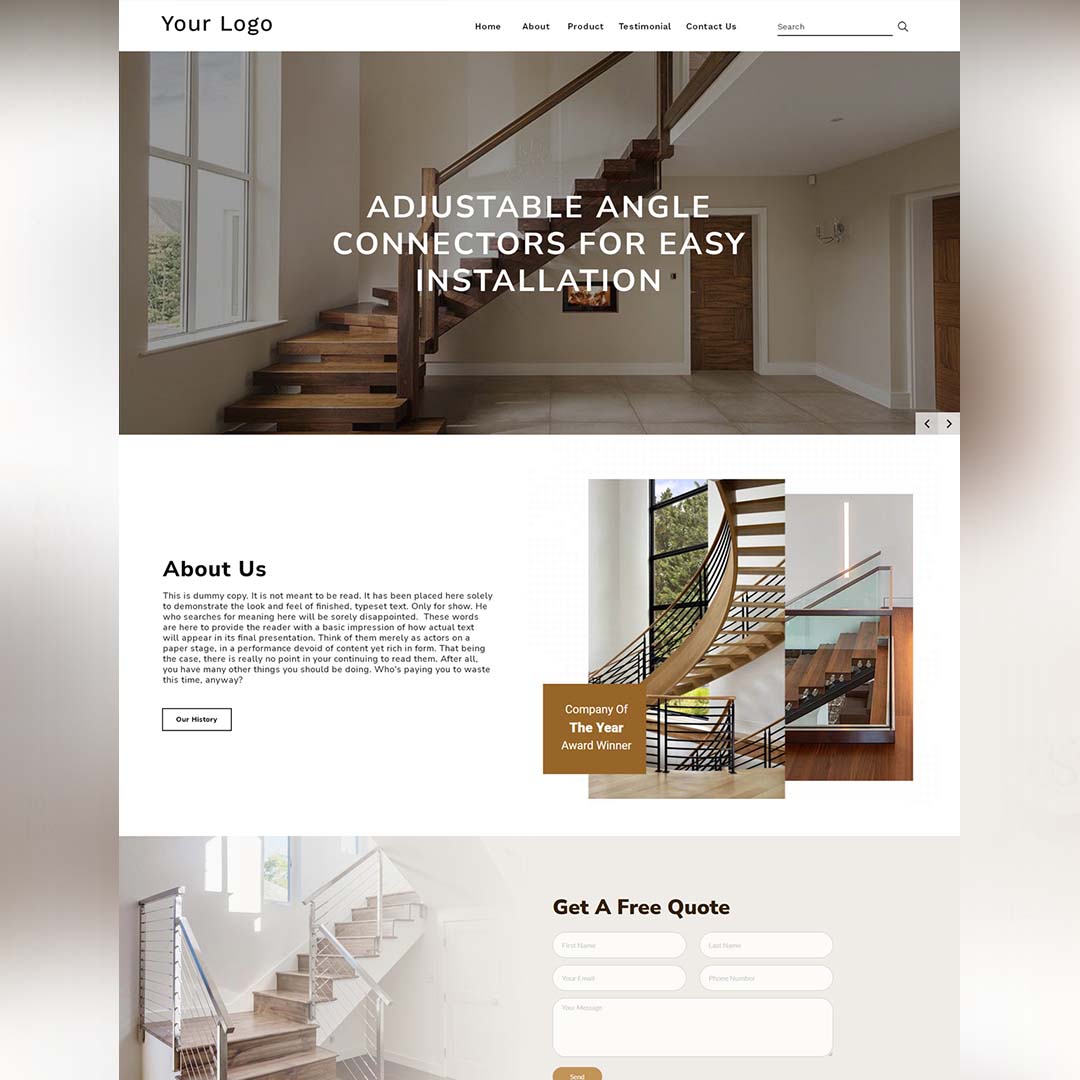 Your Logo
Home About Product Testimonial Contact Us Search
ADJUSTABLE ANGLE
CONNECTORS FOR EASY
INSTALLATION
About Us
This is dummy copy. It is not meant to be read. It has been placed here solely
to demonstrate the look and feel of finished, typeset text. Only for show. He
who searches for meaning here will be sorely disappointed. These words
are here to provide the reader with a basic impression of how actual text
will appear in its final presentation. Think of them merely as actors on a
paper stage, in a performance devoid of content yet rich in form. That being
the case, there is really no point in your continuing to read them. After all,
you have many other things you should be doing. Who's paying you to waste
this time, anyway?
Our History
Company Of
The Year
Award Winner
Get A Free Quote
First Name Last Name
Your Email Phone Number
Your Message
Send